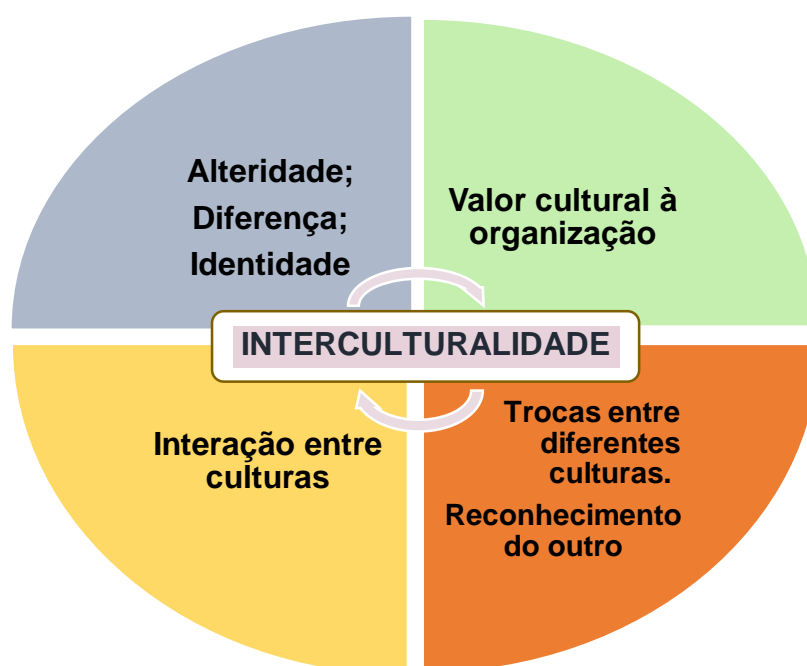 Alteridade;
Diferença;
Identidade
Valor cultural à
organização
INTERCULTURALIDADE
Interação entre
culturas
Trocas entre
diferentes
culturas.
Reconhecimento
do outro